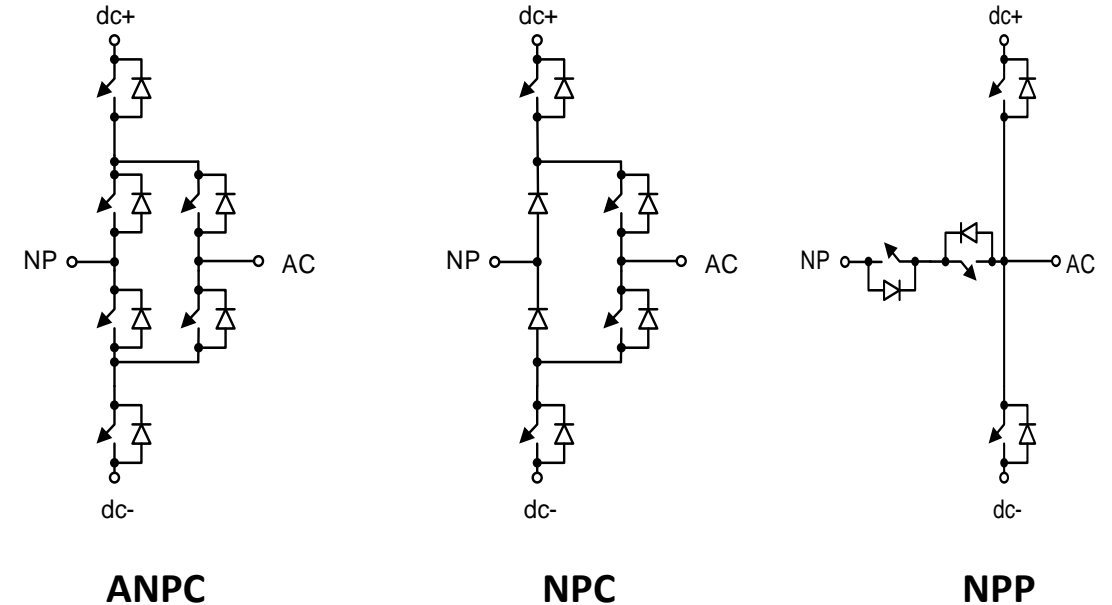 dc+
dc+
dc+
NP
AC
NP
AC
NP
AC
dc-
dc-
dc-
ANPC
NPC
NPP